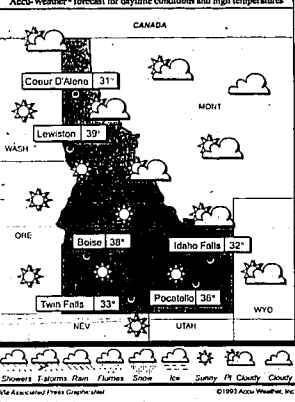 Accu-Weather® forecast for daytime conditions and high temperatures
CANADA
Coeur D'Alene 31°
MONT
Lewiston 39°
WASH
ORE
Boise 38°
Idaho Falls 32°
Twin Falls 33°
Pocatello 36°
WYO
NEV
UTAH
Showers T-storms Rain Flurries Snow Ice Sunny Pt. Cloudy Cloudy
Via Associated Press GraphicsNet
©1993 Accu-Weather, Inc.